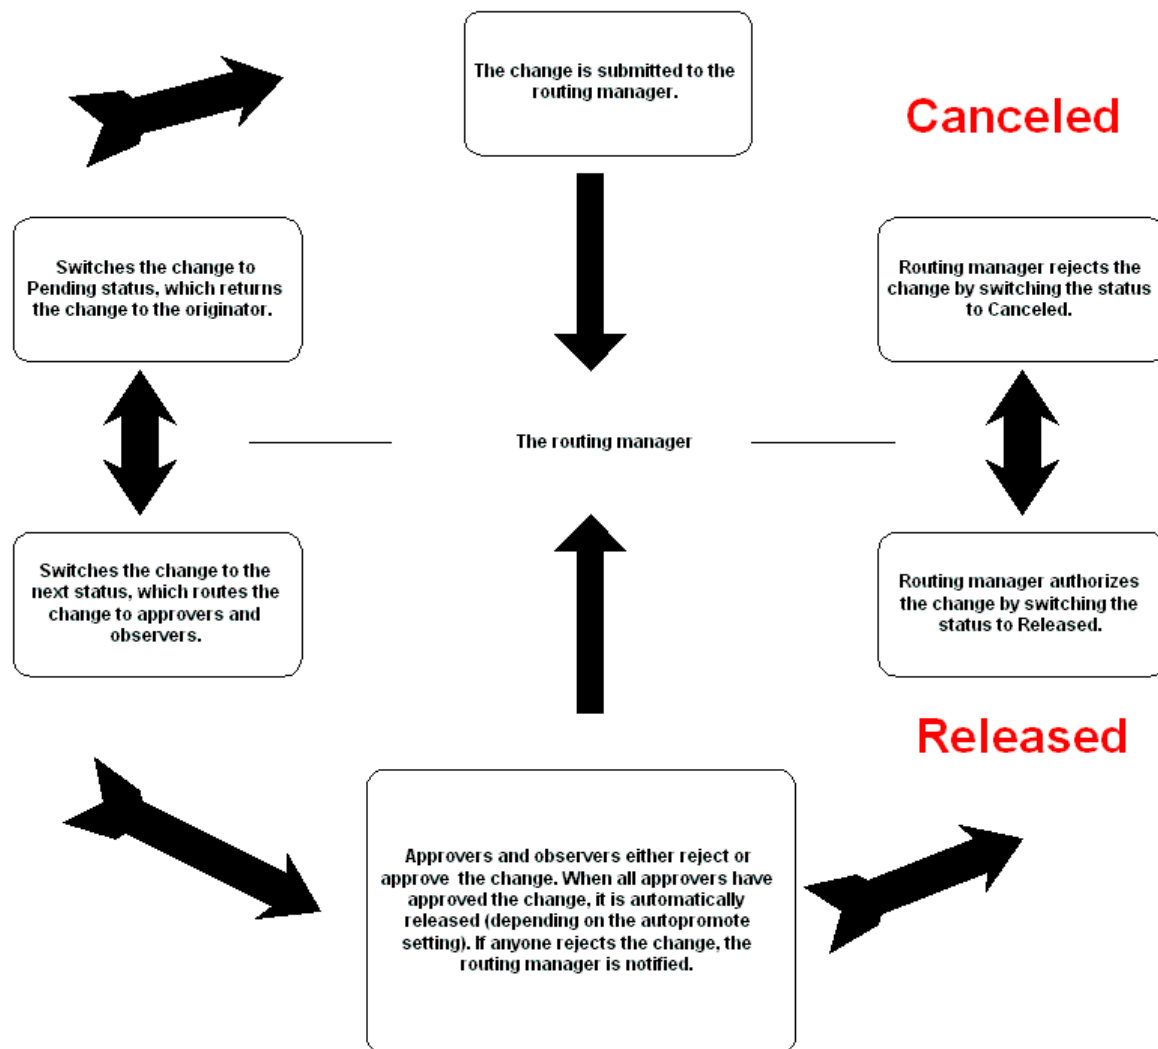 The change is submitted to the
routing manager.
Canceled
Switches the change to
Pending status, which returns
the change to the originator.
Routing manager rejects the
change by switching the status
to Canceled.
The routing manager
Switches the change to the
next status, which routes the
change to approvers and
observers.
Routing manager authorizes
the change by switching the
status to Released.
Released
Approvers and observers either reject or
approve the change. When all approvers have
approved the change, it is automatically
released (depending on the autopromote
setting). If anyone rejects the change, the
routing manager is notified.